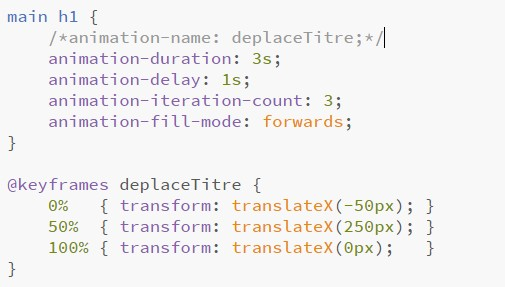 main h1 {
    /*animation-name: deplaceTitre;*/
    animation-duration: 3s;
    animation-delay: 1s;
    animation-iteration-count: 3;
    animation-fill-mode: forwards;
}

@keyframes deplaceTitre {
    0%   { transform: translateX(-50px); }
    50%  { transform: translateX(250px); }
    100% { transform: translateX(0px);   }
}